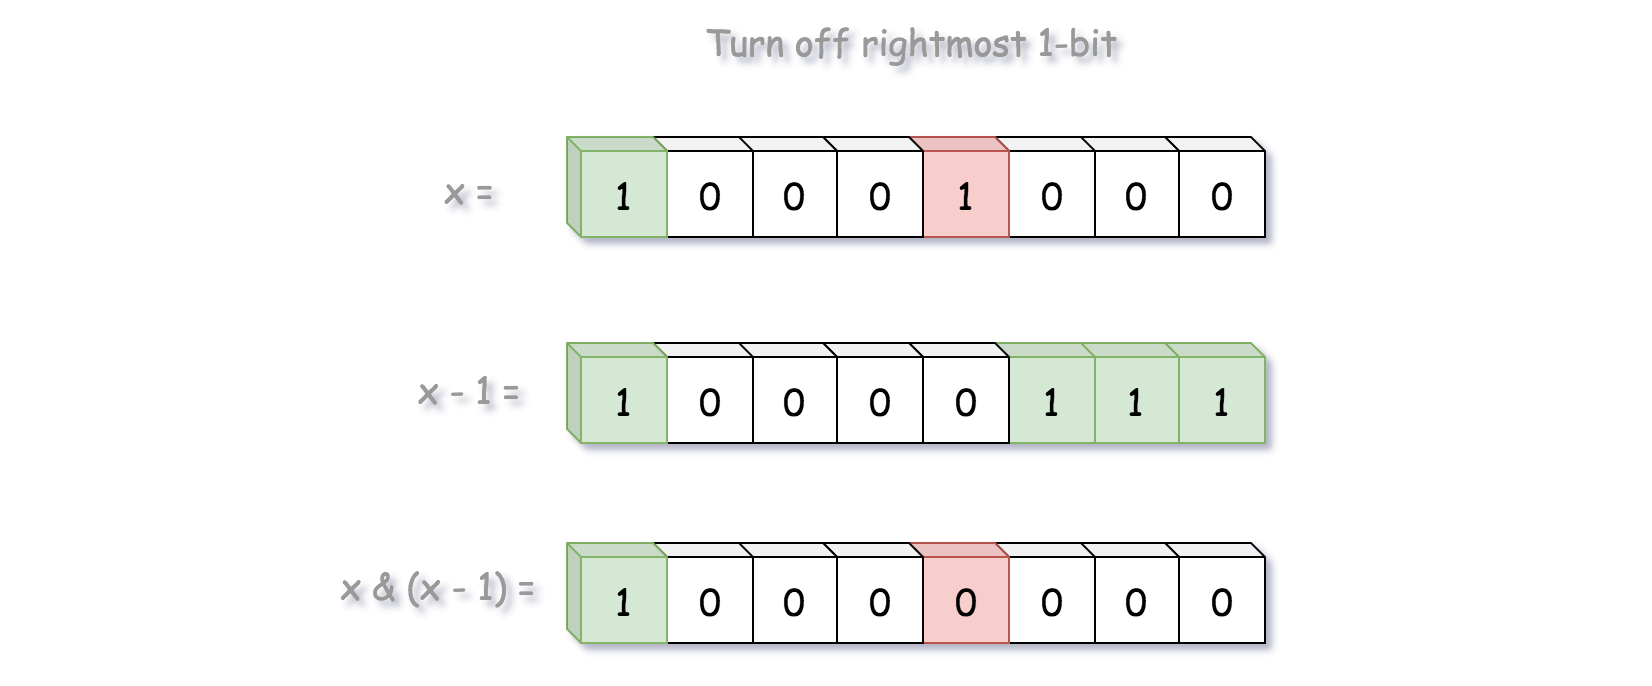 Turn off rightmost 1-bit
x = 1 0 0 0 1 0 0 0
x - 1 = 1 0 0 0 0 1 1 1
x & (x - 1) = 1 0 0 0 0 0 0 0